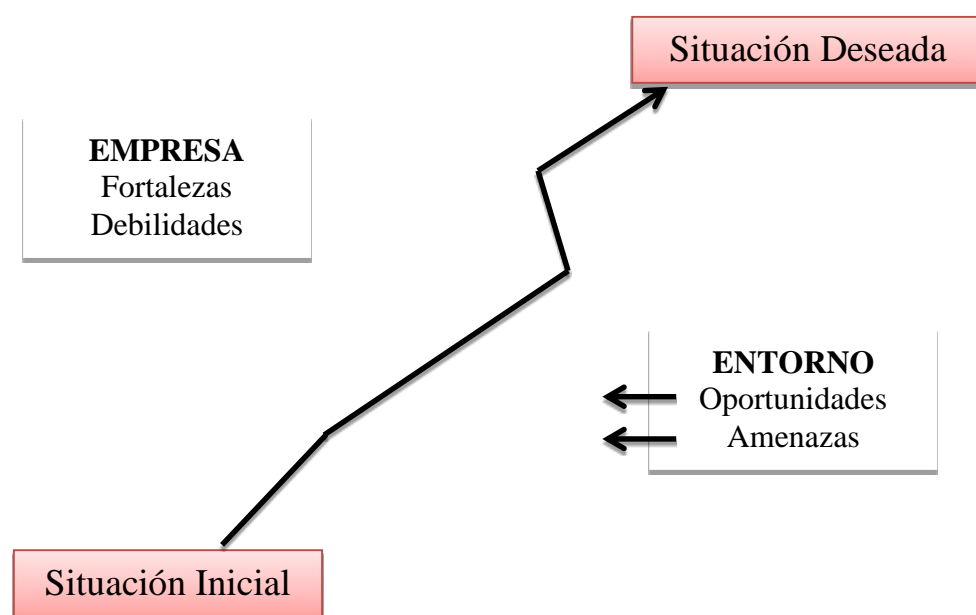 Situación Deseada
EMPRESA
Fortalezas
Debilidades
ENTORNO
Oportunidades
Amenazas
Situación Inicial